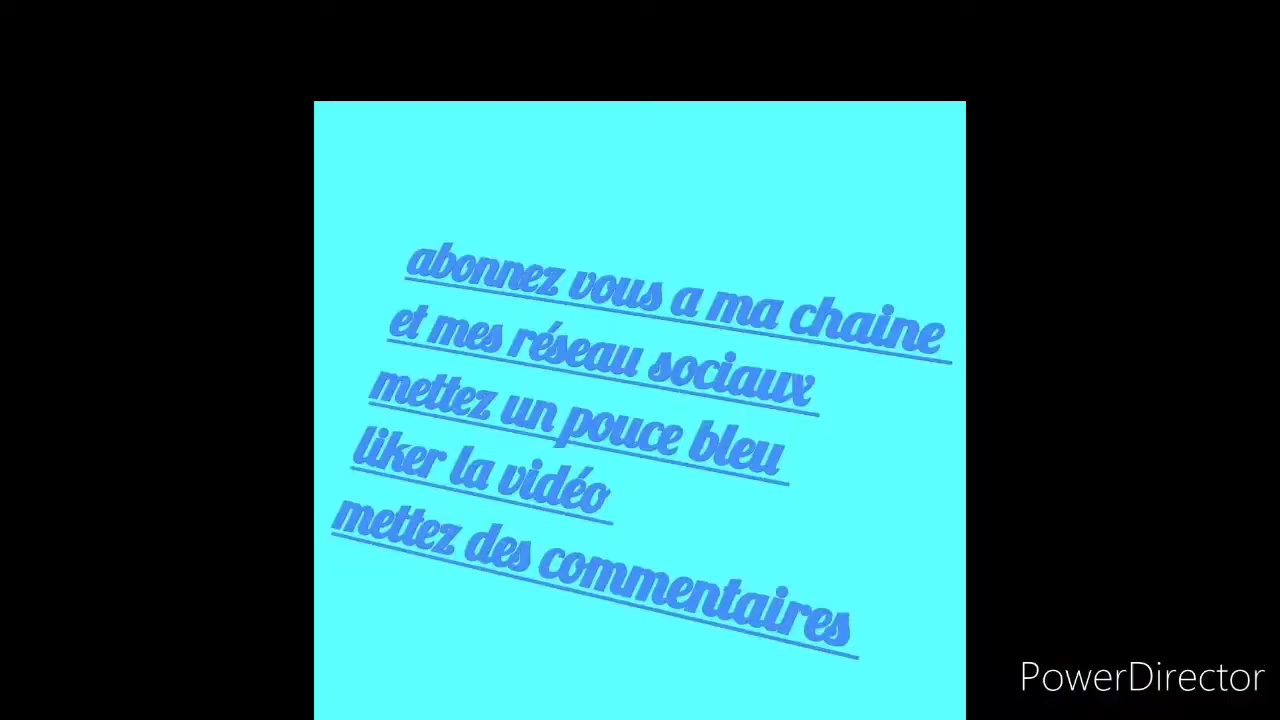 abonnez vous a ma chaine
et mes réseau sociaux
mettez un pouce bleu
liker la vidéo
mettez des commentaires
PowerDirector